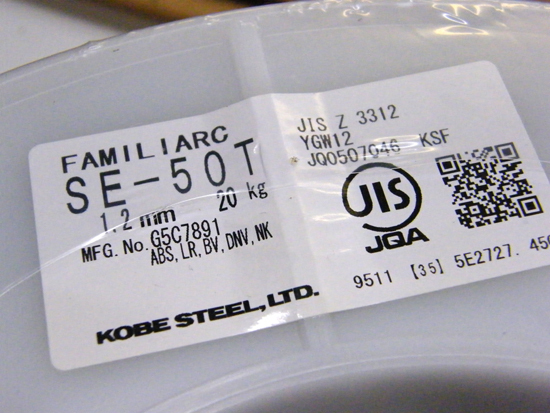 FAMILIARC
SE-50T
1.2 mm 20 kg
MFG. No. G5C7891
ABS, LR, BV, DNV, NK
KOBE STEEL, LTD.
JIS Z 3312
YGW12
JQ0507046 KSF
JIS
JQA
9511 [35] 5E2727. 450